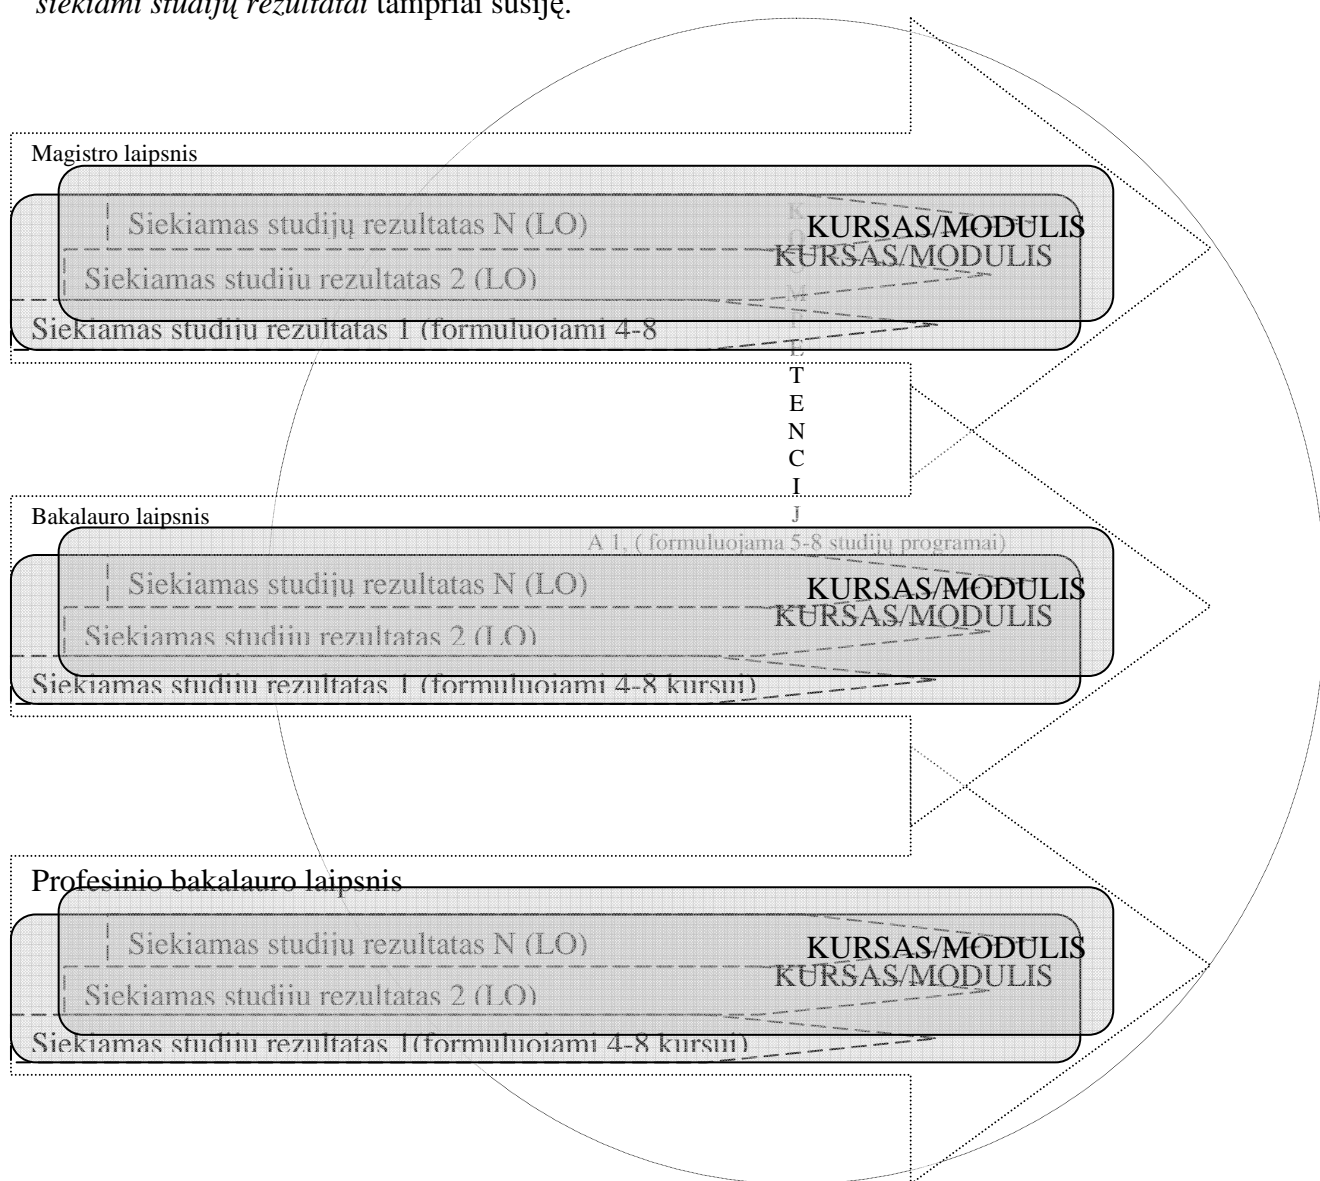 siekiami studijų rezultatai tampriai susiję.
Magistro laipsnis
Siekiamas studijų rezultatas N (LO)
KURSAS/MODULIS
KURSAS/MODULIS
Siekiamas studijų rezultatas 2 (LO)
Siekiamas studijų rezultatas 1 (formuluojami 4-8
K
O
M
P
E
T
E
N
C
I
J
A 1, ( formuluojama 5-8 studijų programai)
Bakalauro laipsnis
Siekiamas studijų rezultatas N (LO)
KURSAS/MODULIS
KURSAS/MODULIS
Siekiamas studijų rezultatas 2 (LO)
Siekiamas studijų rezultatas 1 (formuluojami 4-8 kursui)
Profesinio bakalauro laipsnis
Siekiamas studijų rezultatas N (LO)
KURSAS/MODULIS
KURSAS/MODULIS
Siekiamas studijų rezultatas 2 (LO)
Siekiamas studijų rezultatas 1(formuluojami 4-8 kursui)